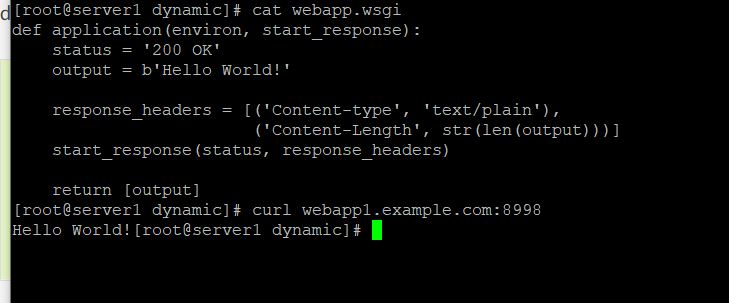 d
[root@server1 dynamic]# cat webapp.wsgi
def application(environ, start_response):
    status = '200 OK'
    output = b'Hello World!'

    response_headers = [('Content-type', 'text/plain'),
                        ('Content-Length', str(len(output)))]
    start_response(status, response_headers)

    return [output]
[root@server1 dynamic]# curl webapp1.example.com:8998
Hello World![root@server1 dynamic]#